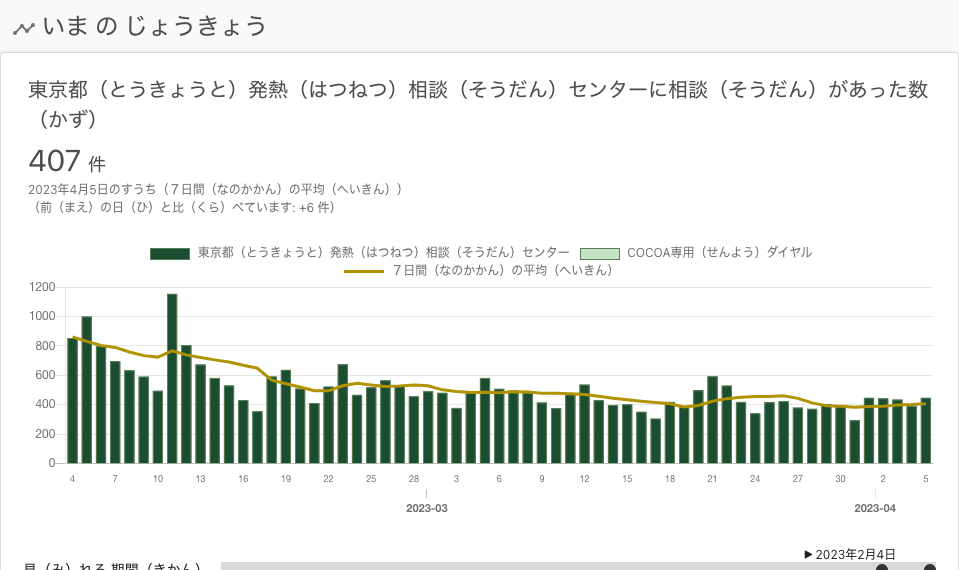 いま の じょうきょう
東京都（とうきょうと）発熱（はつねつ）相談（そうだん）センターに相談（そうだん）があった数
（かず）
407 件
2023年4月5日のすうち（７日間（なのかかん）の平均（へいきん））
（前（まえ）の日（ひ）と比（くら）べています: +6 件）
東京都（とうきょうと）発熱（はつねつ）相談（そうだん）センター COCOA専用（せんよう）ダイヤル
７日間（なのかかん）の平均（へいきん）
1200
1000
800
600
400
200
0
4 7 10 13 16 19 22 25 28 3 6 9 12 15 18 21 24 27 30 2 5
2023-03 2023-04
▶ 2023年2月4日
見（み）れる 期間（きかん）